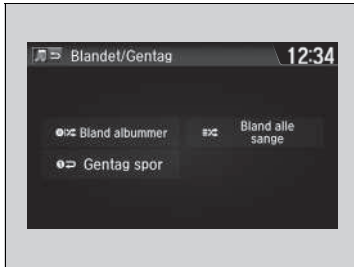 Blandet/Gentag
12:34
Bland albummer
Bland alle
sange
Gentag spor